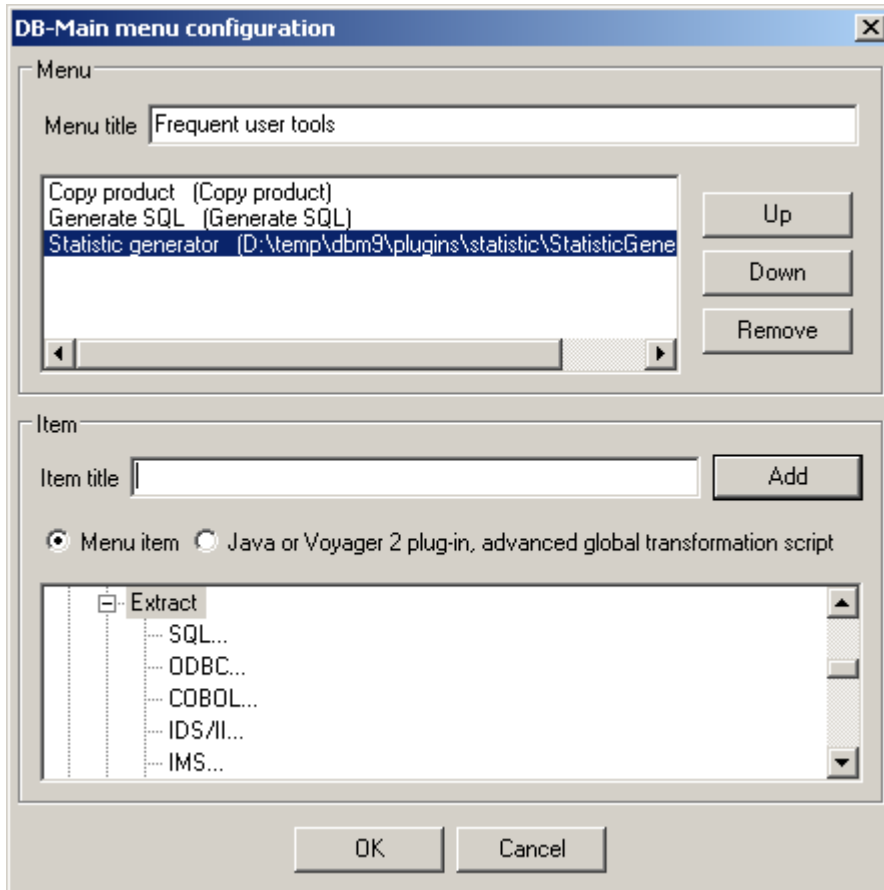 DB-Main menu configuration
Menu
Menu title Frequent user tools
Copy product (Copy product)
Generate SQL (Generate SQL)
Statistic generator (D:\temp\dbm9\plugins\statistic\StatisticGene
Up
Down
Remove
Item
Item title
Add
Menu item Java or Voyager 2 plug-in, advanced global transformation script
Extract
SQL...
ODBC...
COBOL...
IDS/II...
IMS...
OK Cancel